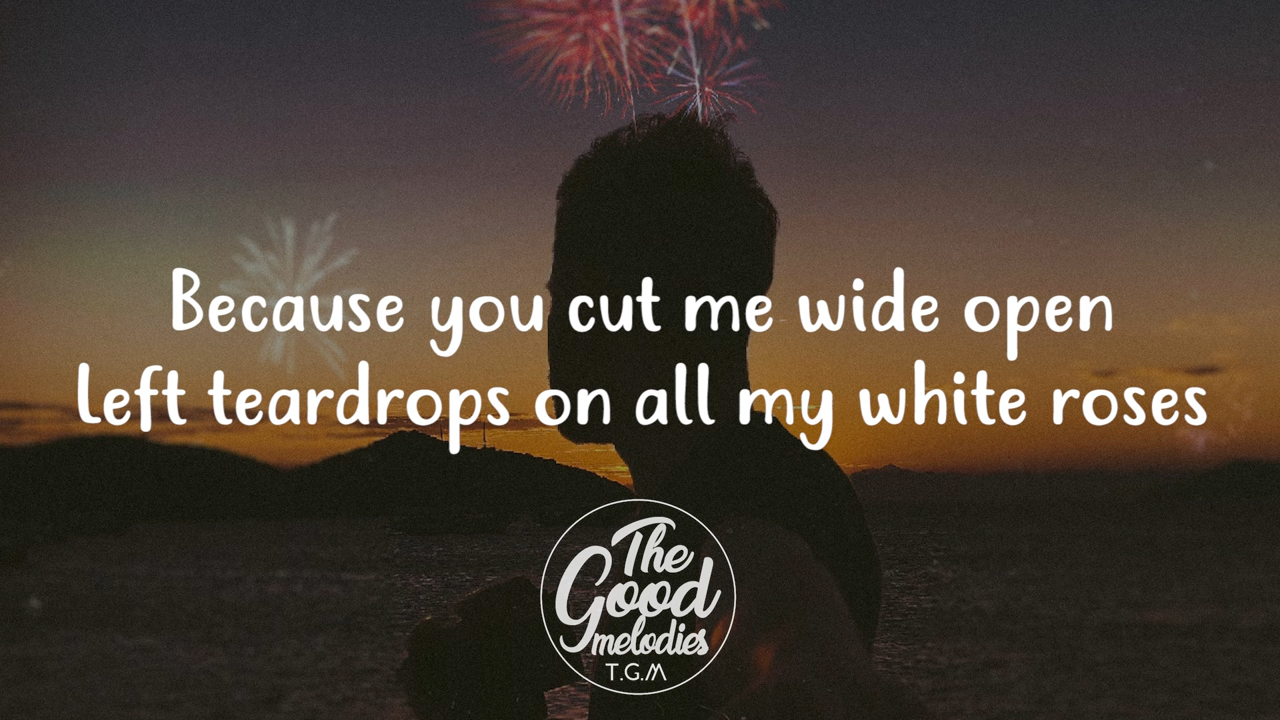 Because you cut me wide open
Left teardrops on all my white roses
The
Good
melodies
T.G.M